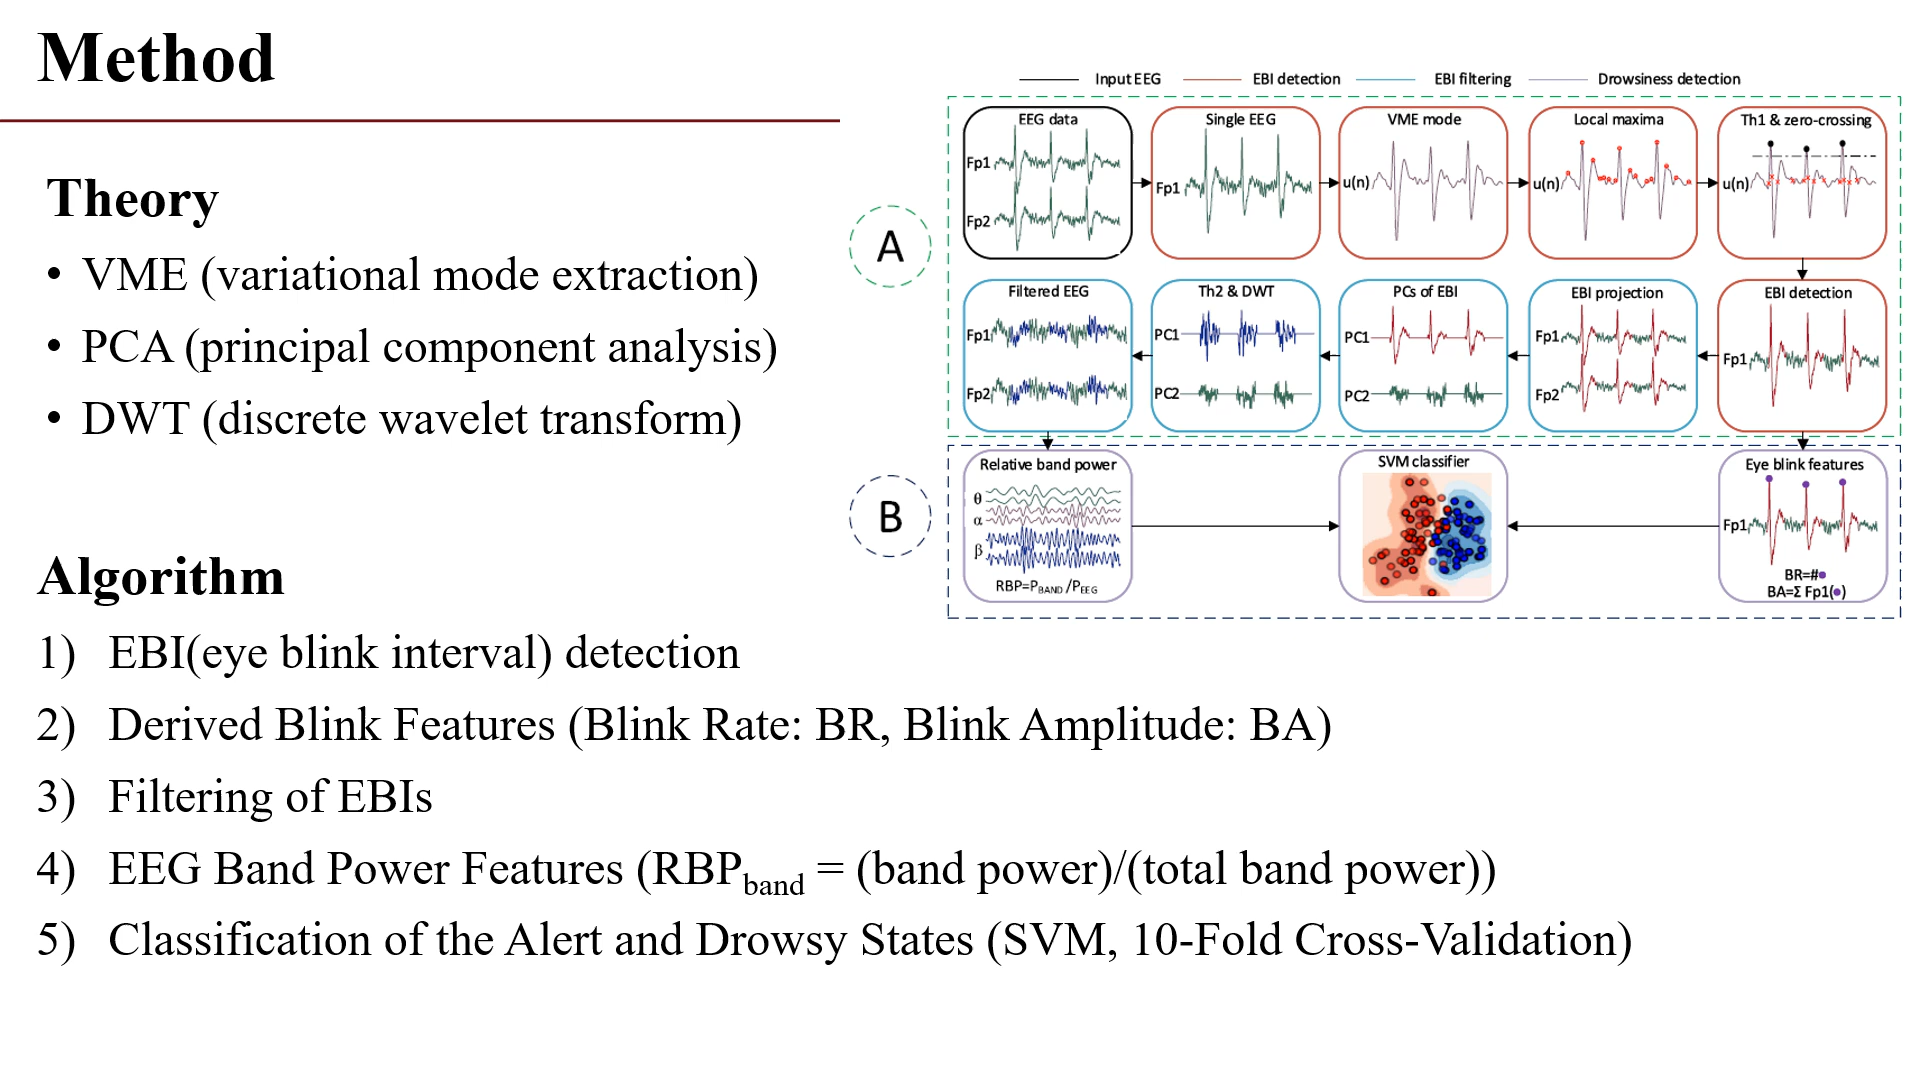 Method
Theory
• VME (variational mode extraction)
• PCA (principal component analysis)
• DWT (discrete wavelet transform)
Algorithm
1) EBI(eye blink interval) detection
2) Derived Blink Features (Blink Rate: BR, Blink Amplitude: BA)
3) Filtering of EBIs
4) EEG Band Power Features (RBPband = (band power)/(total band power))
5) Classification of the Alert and Drowsy States (SVM, 10-Fold Cross-Validation)
Input EEG
EBI detection
EBI filtering
Drowsiness detection
A
EEG data
Fp1
Fp2
Single EEG
Fp1
VME mode
u(n)
Local maxima
u(n)
Th1 & zero-crossing
u(n)
Filtered EEG
Fp1
Fp2
Th2 & DWT
PC1
PC2
PCs of EBI
PC1
PC2
EBI projection
Fp1
Fp2
EBI detection
Fp1
B
Relative band power
θ
α
β
RBP=PBAND/PEEG
SVM classifier
Eye blink features
Fp1
BR=#●
BA=Σ Fp1(●)